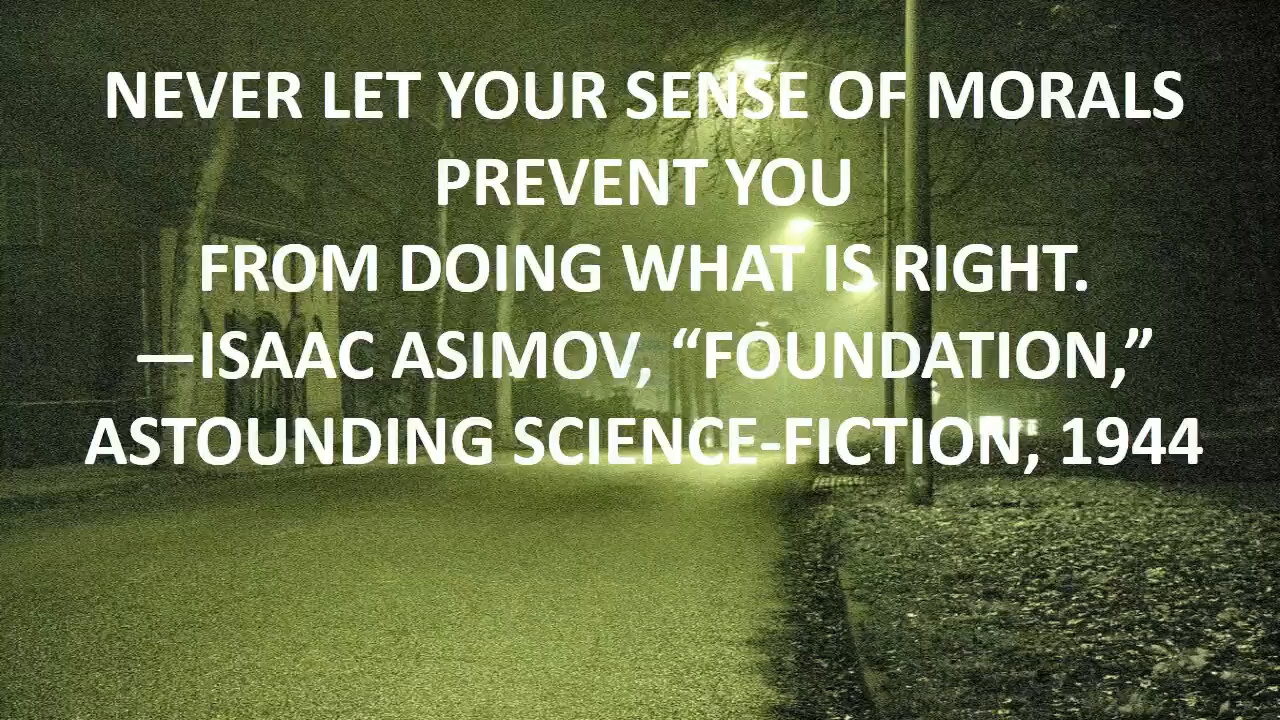 NEVER LET YOUR SENSE OF MORALS
PREVENT YOU
FROM DOING WHAT IS RIGHT.
—ISAAC ASIMOV, “FOUNDATION,”
ASTOUNDING SCIENCE-FICTION, 1944